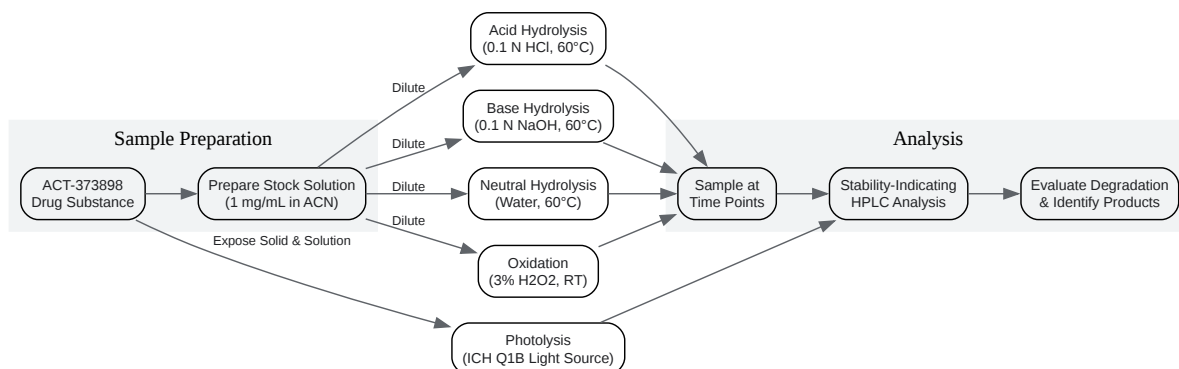 Acid Hydrolysis
(0.1 N HCl, 60°C)
Dilute
Base Hydrolysis
(0.1 N NaOH, 60°C)
Sample Preparation
Analysis
Dilute
ACT-373898
Drug Substance
Prepare Stock Solution
(1 mg/mL in ACN)
Dilute
Neutral Hydrolysis
(Water, 60°C)
Sample at
Time Points
Stability-Indicating
HPLC Analysis
Evaluate Degradation
& Identify Products
Dilute
Expose Solid & Solution
Oxidation
(3% H2O2, RT)
Photolysis
(ICH Q1B Light Source)